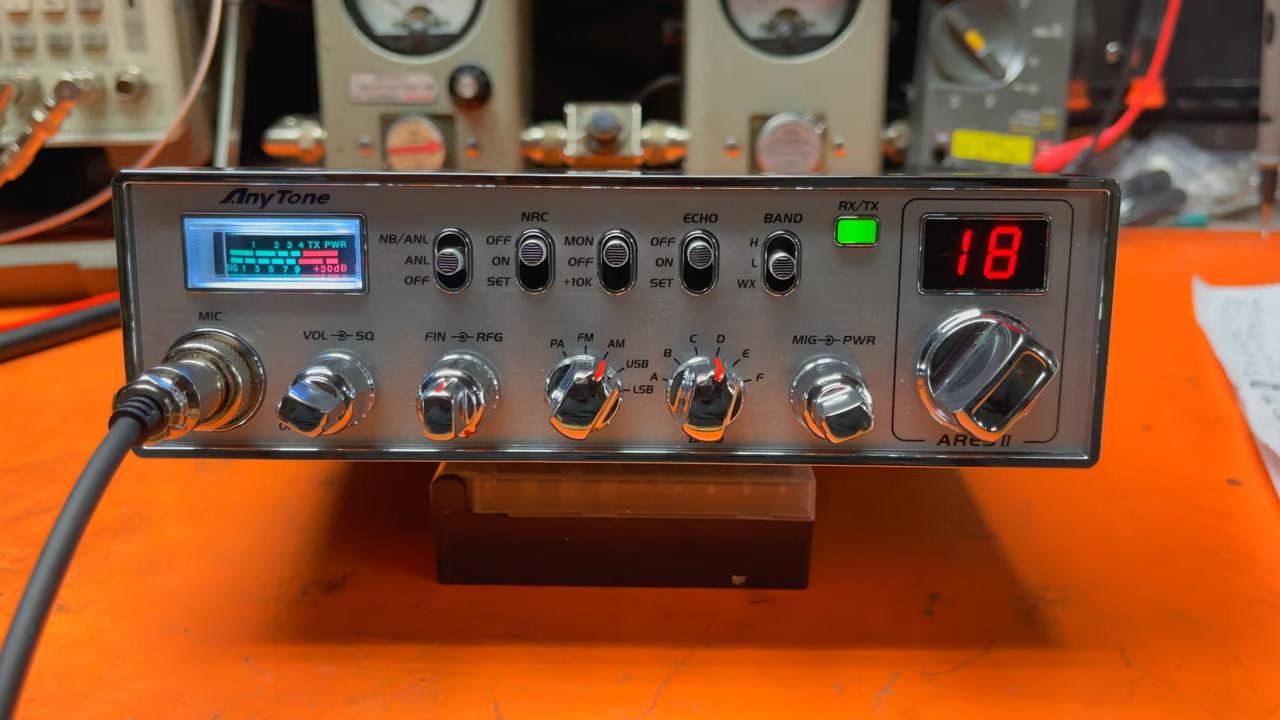 AnyTone
1 2 3 4 TX PWR
SIG 1 3 5 7 9 +30dB
MIC
NB/ANL
ANL
OFF
NRC
OFF
ON
SET
MON
OFF
+10K
ECHO
OFF
ON
SET
BAND
H
L
WX
RX/TX
18
VOL SQ
FIN RFG
PA
FM
AM
USB
LSB
A
B
C
D
E
F
MIG PWR
ARES II